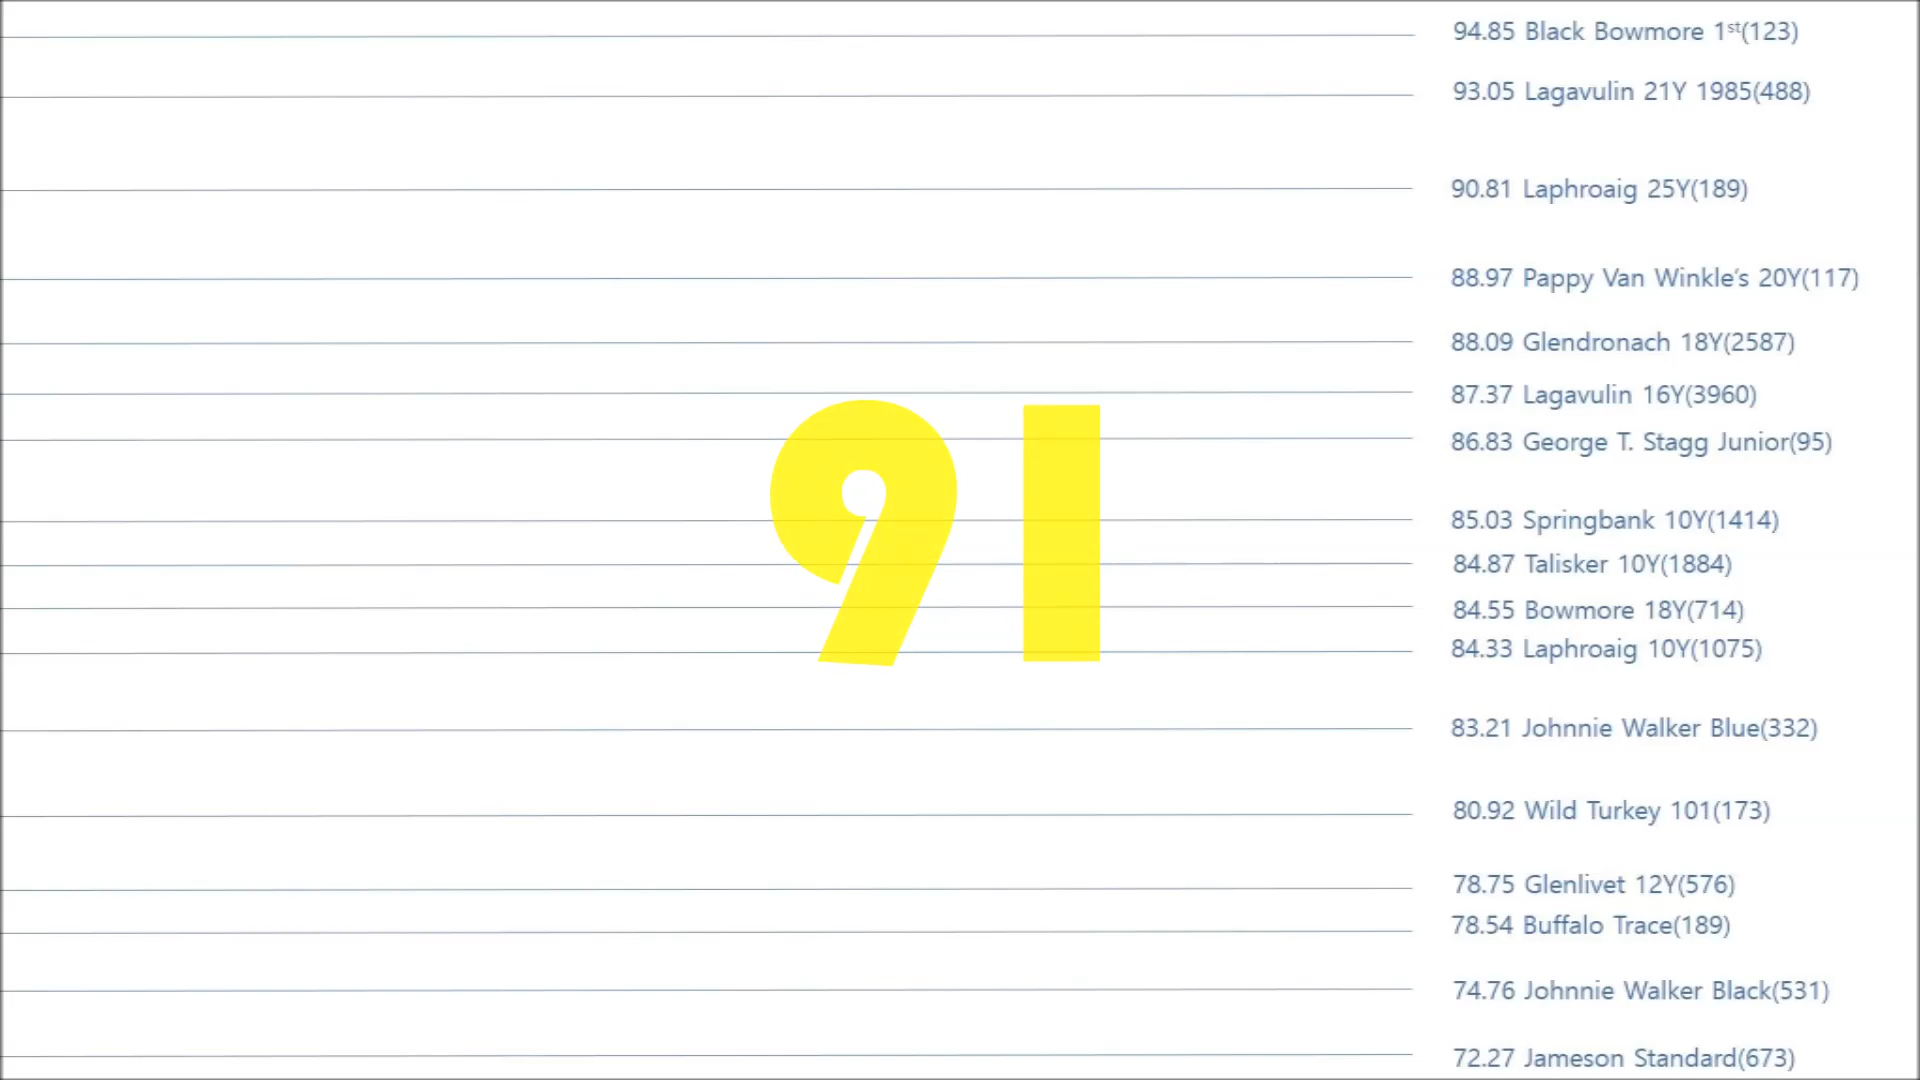 94.85 Black Bowmore 1st(123)
93.05 Lagavulin 21Y 1985(488)
90.81 Laphroaig 25Y(189)
88.97 Pappy Van Winkle's 20Y(117)
88.09 Glendronach 18Y(2587)
87.37 Lagavulin 16Y(3960)
86.83 George T. Stagg Junior(95)
91
85.03 Springbank 10Y(1414)
84.87 Talisker 10Y(1884)
84.55 Bowmore 18Y(714)
84.33 Laphroaig 10Y(1075)
83.21 Johnnie Walker Blue(332)
80.92 Wild Turkey 101(173)
78.75 Glenlivet 12Y(576)
78.54 Buffalo Trace(189)
74.76 Johnnie Walker Black(531)
72.27 Jameson Standard(673)